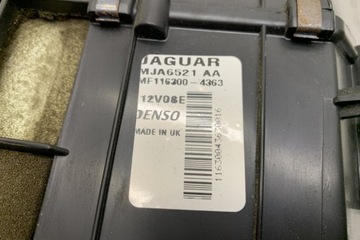 JAGUAR
MJA6521 AA
MF116300-4363
12V08E
DENSO
MADE IN UK